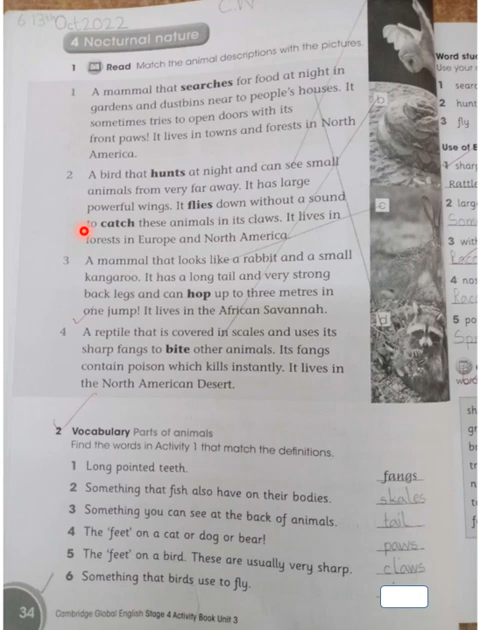 C.W
6 13th Oct 2022
4 Nocturnal nature
1 Read Match the animal descriptions with the pictures.
1 A mammal that searches for food at night in
gardens and dustbins near to people's houses. It
sometimes tries to open doors with its
front paws! It lives in towns and forests in North
America.
2 A bird that hunts at night and can see small
animals from very far away. It has large
powerful wings. It flies down without a sound
to catch these animals in its claws. It lives in
forests in Europe and North America.
3 A mammal that looks like a rabbit and a small
kangaroo. It has a long tail and very strong
back legs and can hop up to three metres in
one jump! It lives in the African Savannah.
4 A reptile that is covered in scales and uses its
sharp fangs to bite other animals. Its fangs
contain poison which kills instantly. It lives in
the North American Desert.
b
c
d
2 Vocabulary Parts of animals
Find the words in Activity 1 that match the definitions.
1 Long pointed teeth. fangs
2 Something that fish also have on their bodies. skales
3 Something you can see at the back of animals. tail
4 The 'feet' on a cat or dog or bear! paws
5 The 'feet' on a bird. These are usually very sharp. claws
6 Something that birds use to fly.
34 Cambridge Global English Stage 4 Activity Book Unit 3
Word stu
Use your
1 sear
2 hunt
3 fly
Use of E
1 shar
Rattle
2 larg
Som
3 with
Raco
4 no
Raco
5 po
Sp
word
sh
gr
br
tr
n
t
f